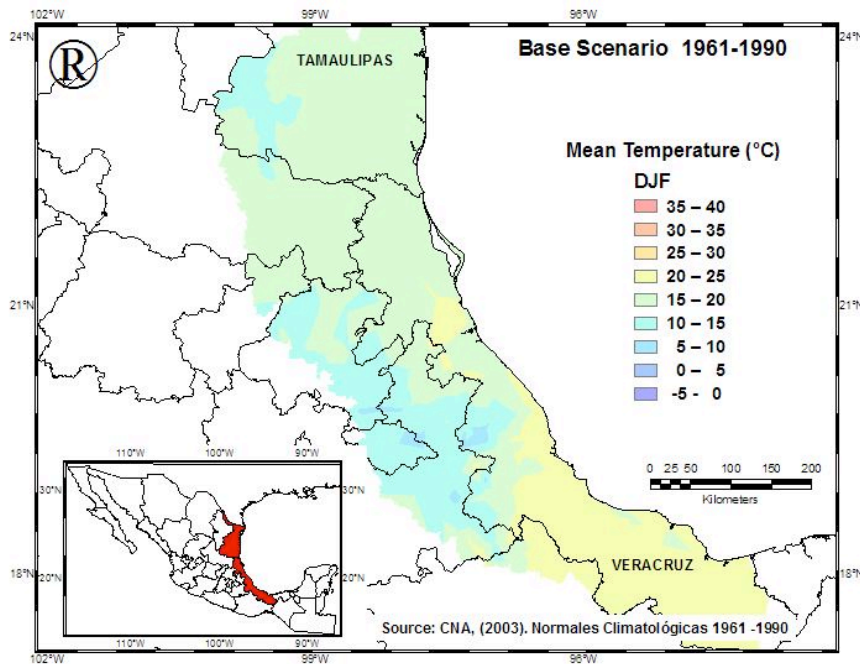 102°W 99°W 96°W
24°N 24°N
®
TAMAULIPAS
Base Scenario 1961-1990
Mean Temperature (°C)
DJF
35 – 40
30 – 35
25 – 30
20 – 25
15 – 20
10 – 15
5 – 10
0 – 5
-5 - 0
21°N 21°N
110°W 100°W 90°W
30°N 30°N
20°N 20°N
110°W 100°W 90°W
0 25 50 100 150 200
Kilometers
18°N 18°N
VERACRUZ
Source: CNA, (2003). Normales Climatológicas 1961 -1990
102°W 99°W 96°W